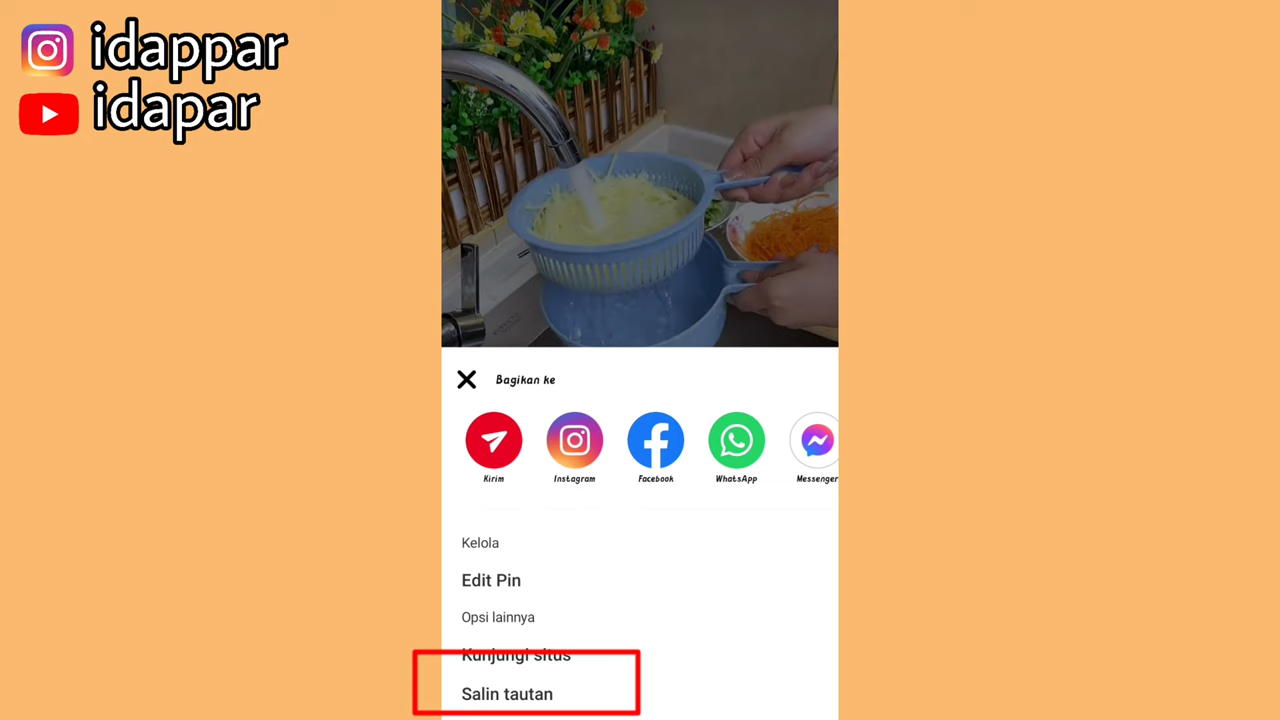 idappar
idapar
Bagikan ke
Kirim
Instagram
Facebook
WhatsApp
Messenger
Kelola
Edit Pin
Opsi lainnya
Kunjungi situs
Salin tautan